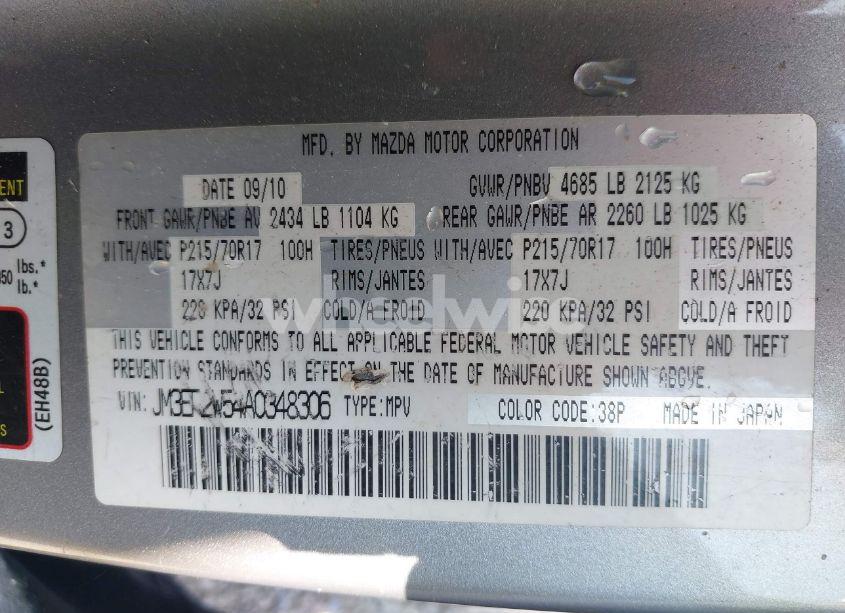 MFD. BY MAZDA MOTOR CORPORATION
DATE 09/10 GVWR/PNBV 4685 LB 2125 KG
FRONT GAWR/PNBE AV 2434 LB 1104 KG REAR GAWR/PNBE AR 2260 LB 1025 KG
WITH/AVEC P215/70R17 100H TIRES/PNEUS WITH/AVEC P215/70R17 100H TIRES/PNEUS
17X7J RIMS/JANTES 17X7J RIMS/JANTES
220 KPA/32 PSI COLD/A FROID 220 KPA/32 PSI COLD/A FROID
THIS VEHICLE CONFORMS TO ALL APPLICABLE FEDERAL MOTOR VEHICLE SAFETY AND THEFT
PREVENTION STANDARDS IN EFFECT ON THE DATE OF MANUFACTURE SHOWN ABOVE.
VIN: JM3ER2W54A0348306 TYPE:MPV COLOR CODE:38P MADE IN JAPAN
ENT
3
lbs.*
lb.*
(EH48B)